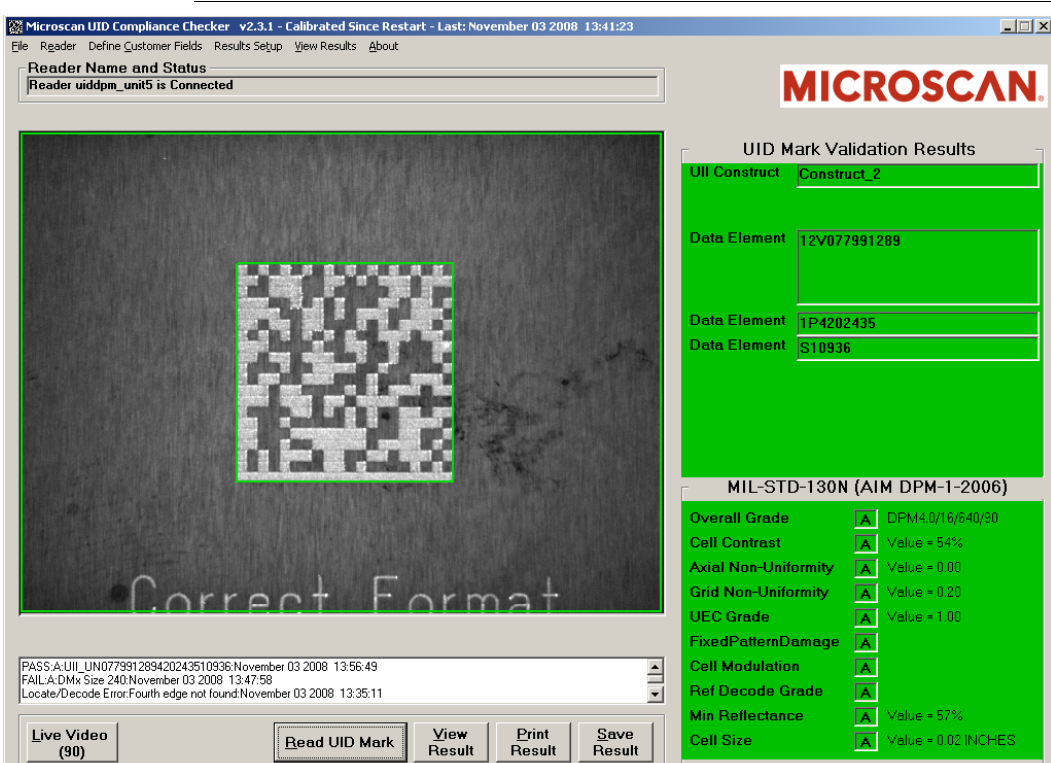 Microscan UID Compliance Checker v2.3.1 - Calibrated Since Restart - Last: November 03 2008 13:41:23
File Reader Define Customer Fields Results Setup View Results About
Reader Name and Status
Reader uiddpm_unit5 is Connected
MICROSCAN®
UID Mark Validation Results
UII Construct Construct_2
Data Element 12V077991289
Data Element 1P4202435
Data Element S10936
Correct Format
MIL-STD-130N (AIM DPM-1-2006)
Overall Grade A DPM4.0/16/640/90
Cell Contrast A Value = 54%
Axial Non-Uniformity A Value = 0.00
Grid Non-Uniformity A Value = 0.20
UEC Grade A Value = 1.00
FixedPatternDamage A
Cell Modulation A
Ref Decode Grade A
Min Reflectance A Value = 57%
Cell Size A Value = 0.02 INCHES
PASS:A:UII_UN077991289420243510936:November 03 2008 13:56:49
FAIL:A:DMx Size 240:November 03 2008 13:47:58
Locate/Decode Error:Fourth edge not found:November 03 2008 13:35:11
Live Video (90)
Read UID Mark
View Result
Print Result
Save Result